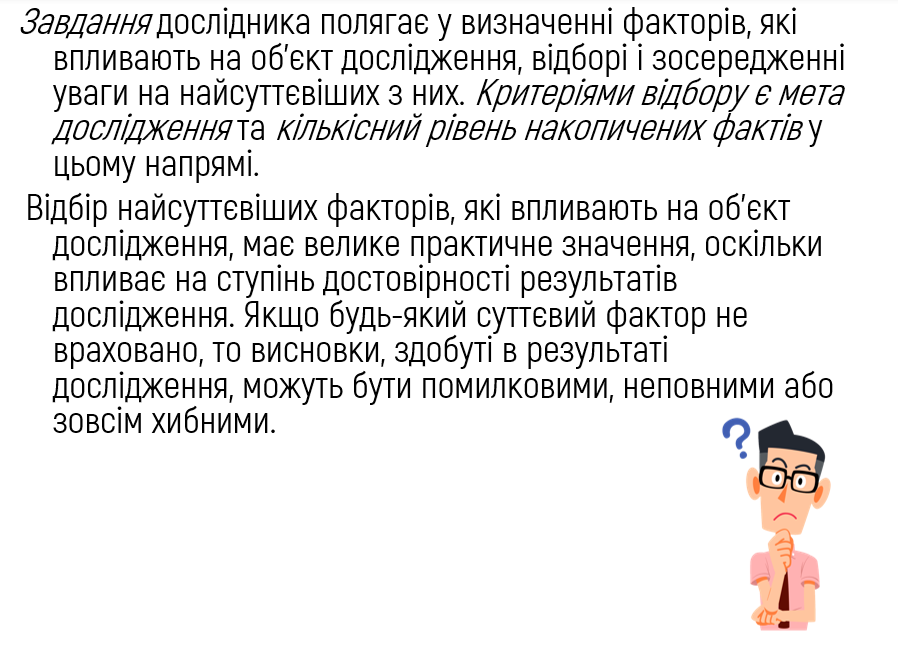 Завдання дослідника полягає у визначенні факторів, які
впливають на об’єкт дослідження, відборі і зосередженні
уваги на найсуттєвіших з них. Критеріями відбору є мета
дослідження та кількісний рівень накопичених фактів у
цьому напрямі.
Відбір найсуттєвіших факторів, які впливають на об’єкт
дослідження, має велике практичне значення, оскільки
впливає на ступінь достовірності результатів
дослідження. Якщо будь-який суттєвий фактор не
враховано, то висновки, здобуті в результаті
дослідження, можуть бути помилковими, неповними або
зовсім хибними.
?